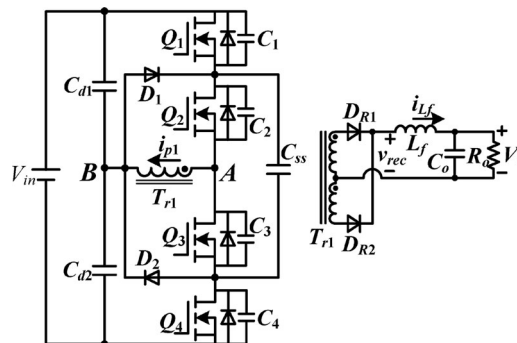 Q1
C1
D1
Cd1
Q2
C2
ip1
B
A
Css
Vin
Tr1
Q3
C3
D2
Cd2
Q4
C4
DR1
iLf
+
Lf
+
vrec
Co
Ro
V
−
−
Tr1
DR2